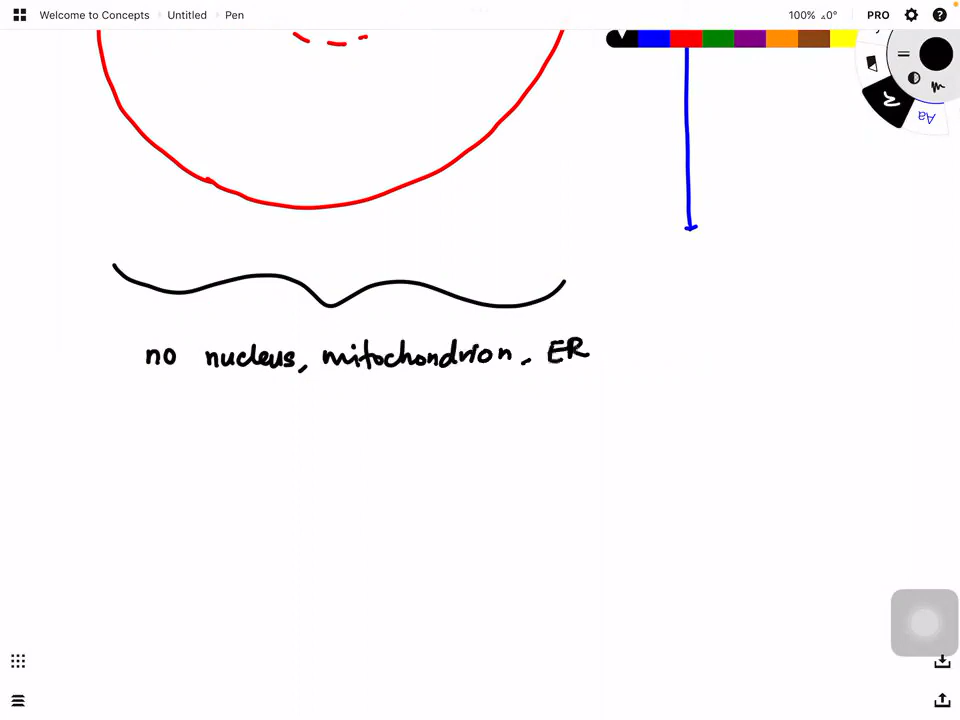 Welcome to Concepts › Untitled › Pen
100% ⊿0° PRO
Aa
no nucleus, mitochondrion, ER